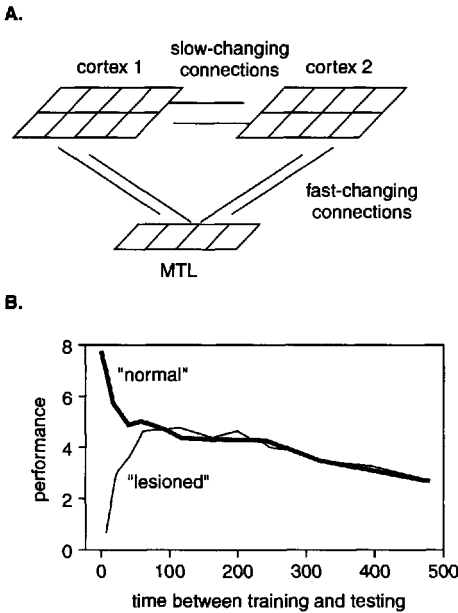 A.
slow-changing
connections
cortex 1
cortex 2
fast-changing
connections
MTL
B.
8
6
4
2
0
performance
"normal"
"lesioned"
0 100 200 300 400 500
time between training and testing